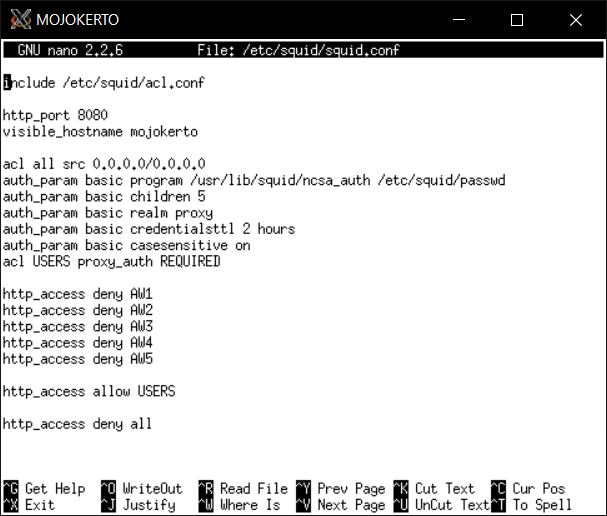 MOJOKERTO
GNU nano 2.2.6 File: /etc/squid/squid.conf
include /etc/squid/acl.conf
http_port 8080
visible_hostname mojokerto
acl all src 0.0.0.0/0.0.0.0
auth_param basic program /usr/lib/squid/ncsa_auth /etc/squid/passwd
auth_param basic children 5
auth_param basic realm proxy
auth_param basic credentialsttl 2 hours
auth_param basic casesensitive on
acl USERS proxy_auth REQUIRED
http_access deny AW1
http_access deny AW2
http_access deny AW3
http_access deny AW4
http_access deny AW5
http_access allow USERS
http_access deny all
^G Get Help ^O WriteOut ^R Read File ^Y Prev Page ^K Cut Text ^C Cur Pos
^X Exit ^J Justify ^W Where Is ^V Next Page ^U UnCut Text ^T To Spell